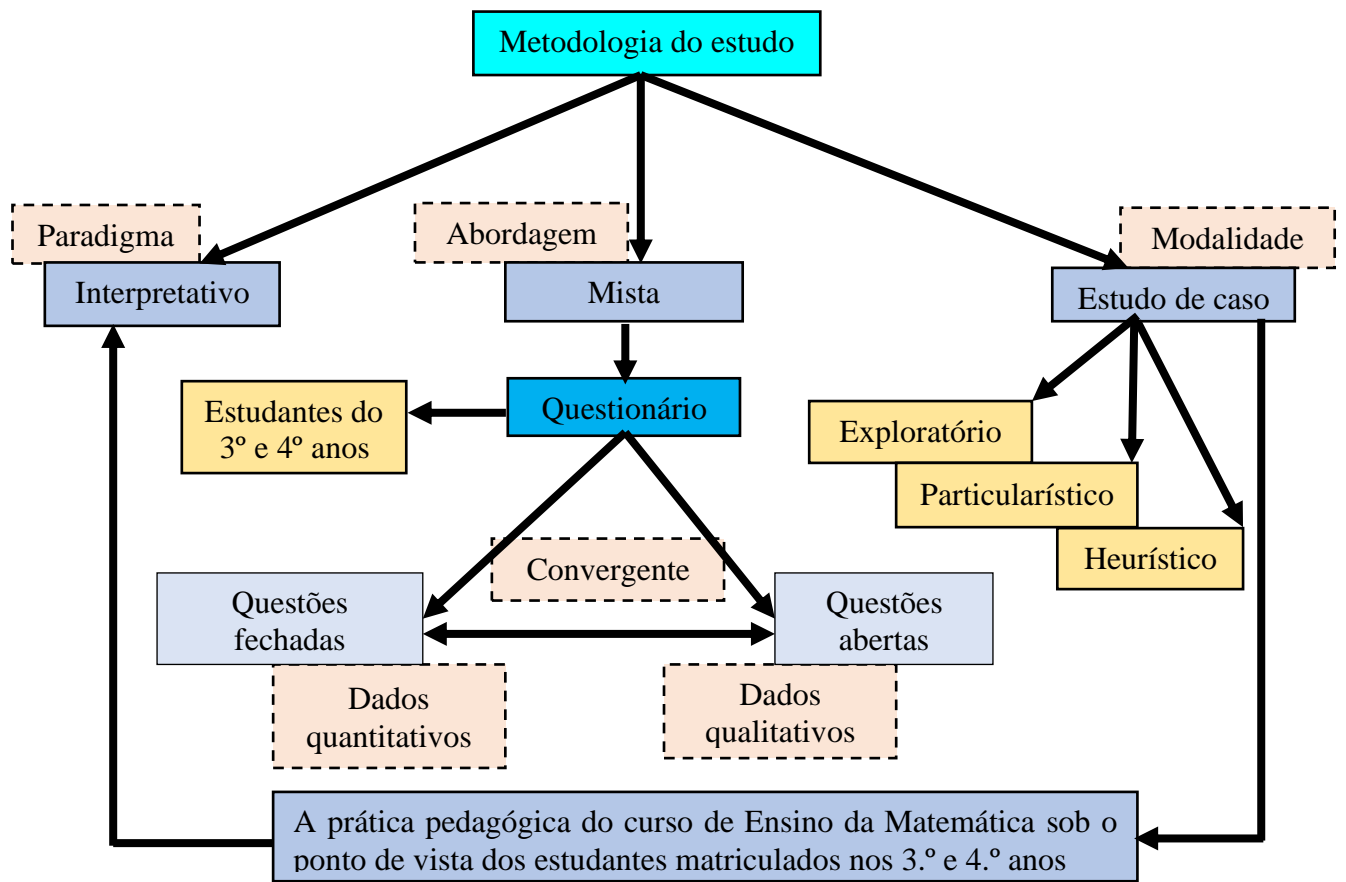 Metodologia do estudo
Paradigma
Interpretativo
Abordagem
Mista
Modalidade
Estudo de caso
Estudantes do
3º e 4º anos
Questionário
Exploratório
Particularístico
Heurístico
Convergente
Questões
fechadas
Questões
abertas
Dados
quantitativos
Dados
qualitativos
A prática pedagógica do curso de Ensino da Matemática sob o
ponto de vista dos estudantes matriculados nos 3.º e 4.º anos